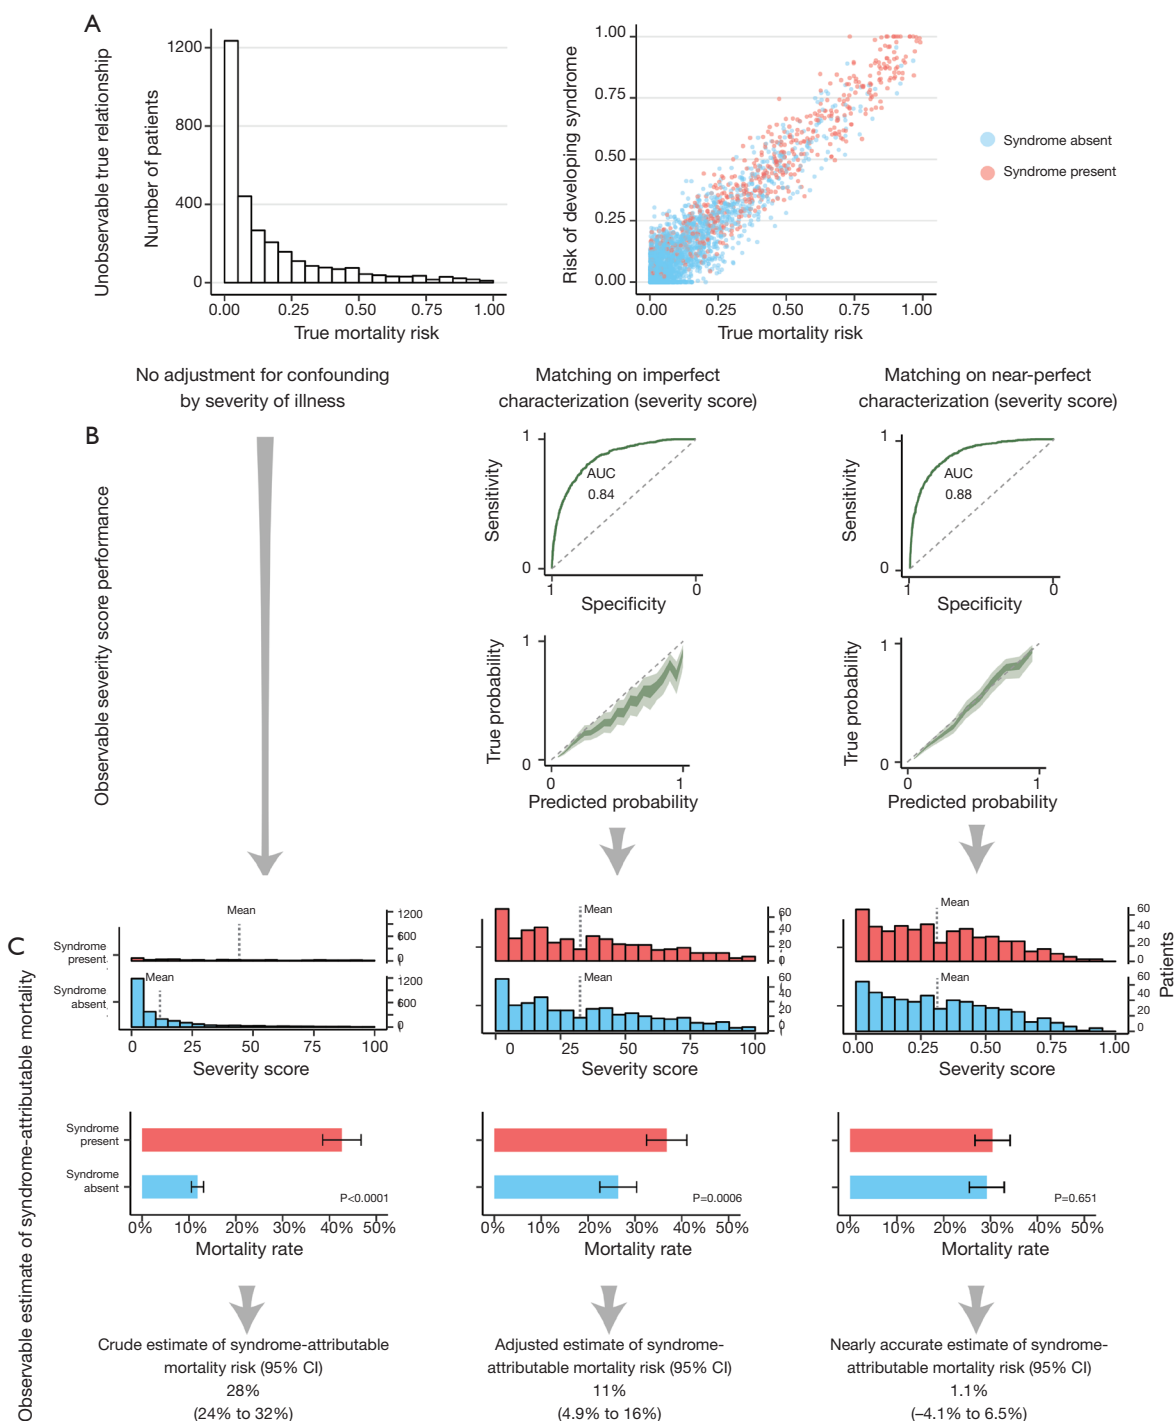 A
Unobservable true relationship
Number of patients
1200
800
400
0
0.00 0.25 0.50 0.75 1.00
True mortality risk
Risk of developing syndrome
1.00
0.75
0.50
0.25
0.00
0.00 0.25 0.50 0.75 1.00
True mortality risk
Syndrome absent
Syndrome present
No adjustment for confounding
by severity of illness
Matching on imperfect
characterization (severity score)
Matching on near-perfect
characterization (severity score)
B
Observable severity score performance
Sensitivity
1
0
AUC
0.84
1 0
Specificity
Sensitivity
1
0
AUC
0.88
1 0
Specificity
True probability
1
0
0 1
Predicted probability
True probability
1
0
0 1
Predicted probability
C
Observable estimate of syndrome-attributable mortality
Syndrome
present
Syndrome
absent
Mean
1200
600
0
Mean
1200
600
0
0 25 50 75 100
Severity score
Mean
60
40
20
0
Mean
60
40
20
0
0 25 50 75 100
Severity score
Mean
60
40
20
0
Mean
60
40
20
0
Patients
0.00 0.25 0.50 0.75 1.00
Severity score
Syndrome
present
Syndrome
absent
P<0.0001
0% 10% 20% 30% 40% 50%
Mortality rate
P=0.0006
0% 10% 20% 30% 40% 50%
Mortality rate
P=0.651
0% 10% 20% 30% 40% 50%
Mortality rate
Crude estimate of syndrome-attributable
mortality risk (95% CI)
28%
(24% to 32%)
Adjusted estimate of syndrome-
attributable mortality risk (95% CI)
11%
(4.9% to 16%)
Nearly accurate estimate of syndrome-
attributable mortality risk (95% CI)
1.1%
(–4.1% to 6.5%)